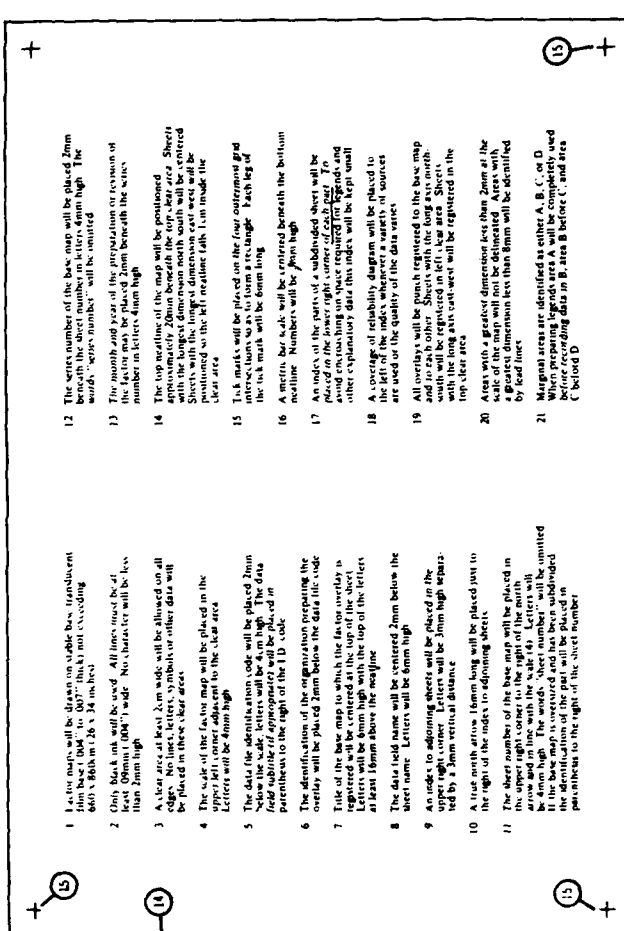 1 Factor maps will be drawn on stable base translucent
film base (.004" to .007" thick) not exceeding
660 x 860m (26 x 34 inches)
2 Only black ink will be used. All lines must be at
least .09mm (.004") wide. No character will be less
than 2mm high
3 A clear area at least 2cm wide will be allowed on all
edges. No lines, letters, symbols or other data will
be placed in these clear areas
4 The scale of the factor map will be placed in the
upper left corner adjacent to the clear area
Letters will be 4mm high
5 The data file identification code will be placed 2mm
below the scale, letters will be 4mm high. The data
field subtitle (if appropriate) will be placed in
parenthesis to the right of the I D code
6 The identification of the organization preparing the
overlay will be placed 2mm below the data file code
7 Title of the base map to which the factor overlay is
registered will be centered at the top of the sheet
Letters will be 6mm high with the top of the letters
at least 16mm above the neatline
8 The data field name will be centered 2mm below the
sheet name Letters will be 6mm high
9 An index to adjoining sheets will be placed in the
upper right corner Letters will be 3mm high separa-
ted by a 3mm vertical distance
10 A true north arrow 16mm long will be placed just to
the right of the index to adjoining sheets
11 The sheet number of the base map will be placed in
the upper right corner to the right of the north
arrow and in line with the scale (4) Letters will
be 4mm high The words "sheet number" will be omitted
If the base map is oversized and has been subdivided
the identification of the part will be placed in
parenthesis to the right of the sheet number
12 The series number of the base map will be placed 2mm
beneath the sheet number in letters 4mm high The
words "series number" will be omitted
13 The month and year of the preparation or revision of
the factor map be placed 2mm beneath the series
number in letters 4mm high
14 The top neatline of the map will be positioned
approximately 20mm beneath the top clear area Sheets
with the longest dimension north south will be centered
Sheets with the longest dimension east west will be
positioned so the left neatline falls 1cm inside the
clear area
15 Tick marks will be placed on the four outermost grid
intersections so as to form a rectangle Each leg of
the tick mark will be 6mm long
16 A metric bar scale will be centered beneath the bottom
neatline Numbers will be mm high
17 An index of the parts of a subdivided sheet will be
placed in the lower right corner of each part To
avoid encroaching on space required for legends and
other explanatory data this index will be kept small
18 A coverage of reliability diagram will be placed to
the left of the index whenever a variety of sources
are used or the quality of the data varies
19 All overlays will be punch registered to the base map
and to each other Sheets with the long axis north-
south will be registered in left clear area Sheets
with the long axis east-west will be registered in the
top clear area
20 Areas with a greatest dimension less than 2mm at the
scale of the map will not be delineated Areas with
a greatest dimension less than 8mm will be identified
by lead lines
21 Marginal areas are identified as either A, B, C, or D
When preparing legends area A will be completely used
before recording data in B, area B before C, and area
C before D
15
15
14
15